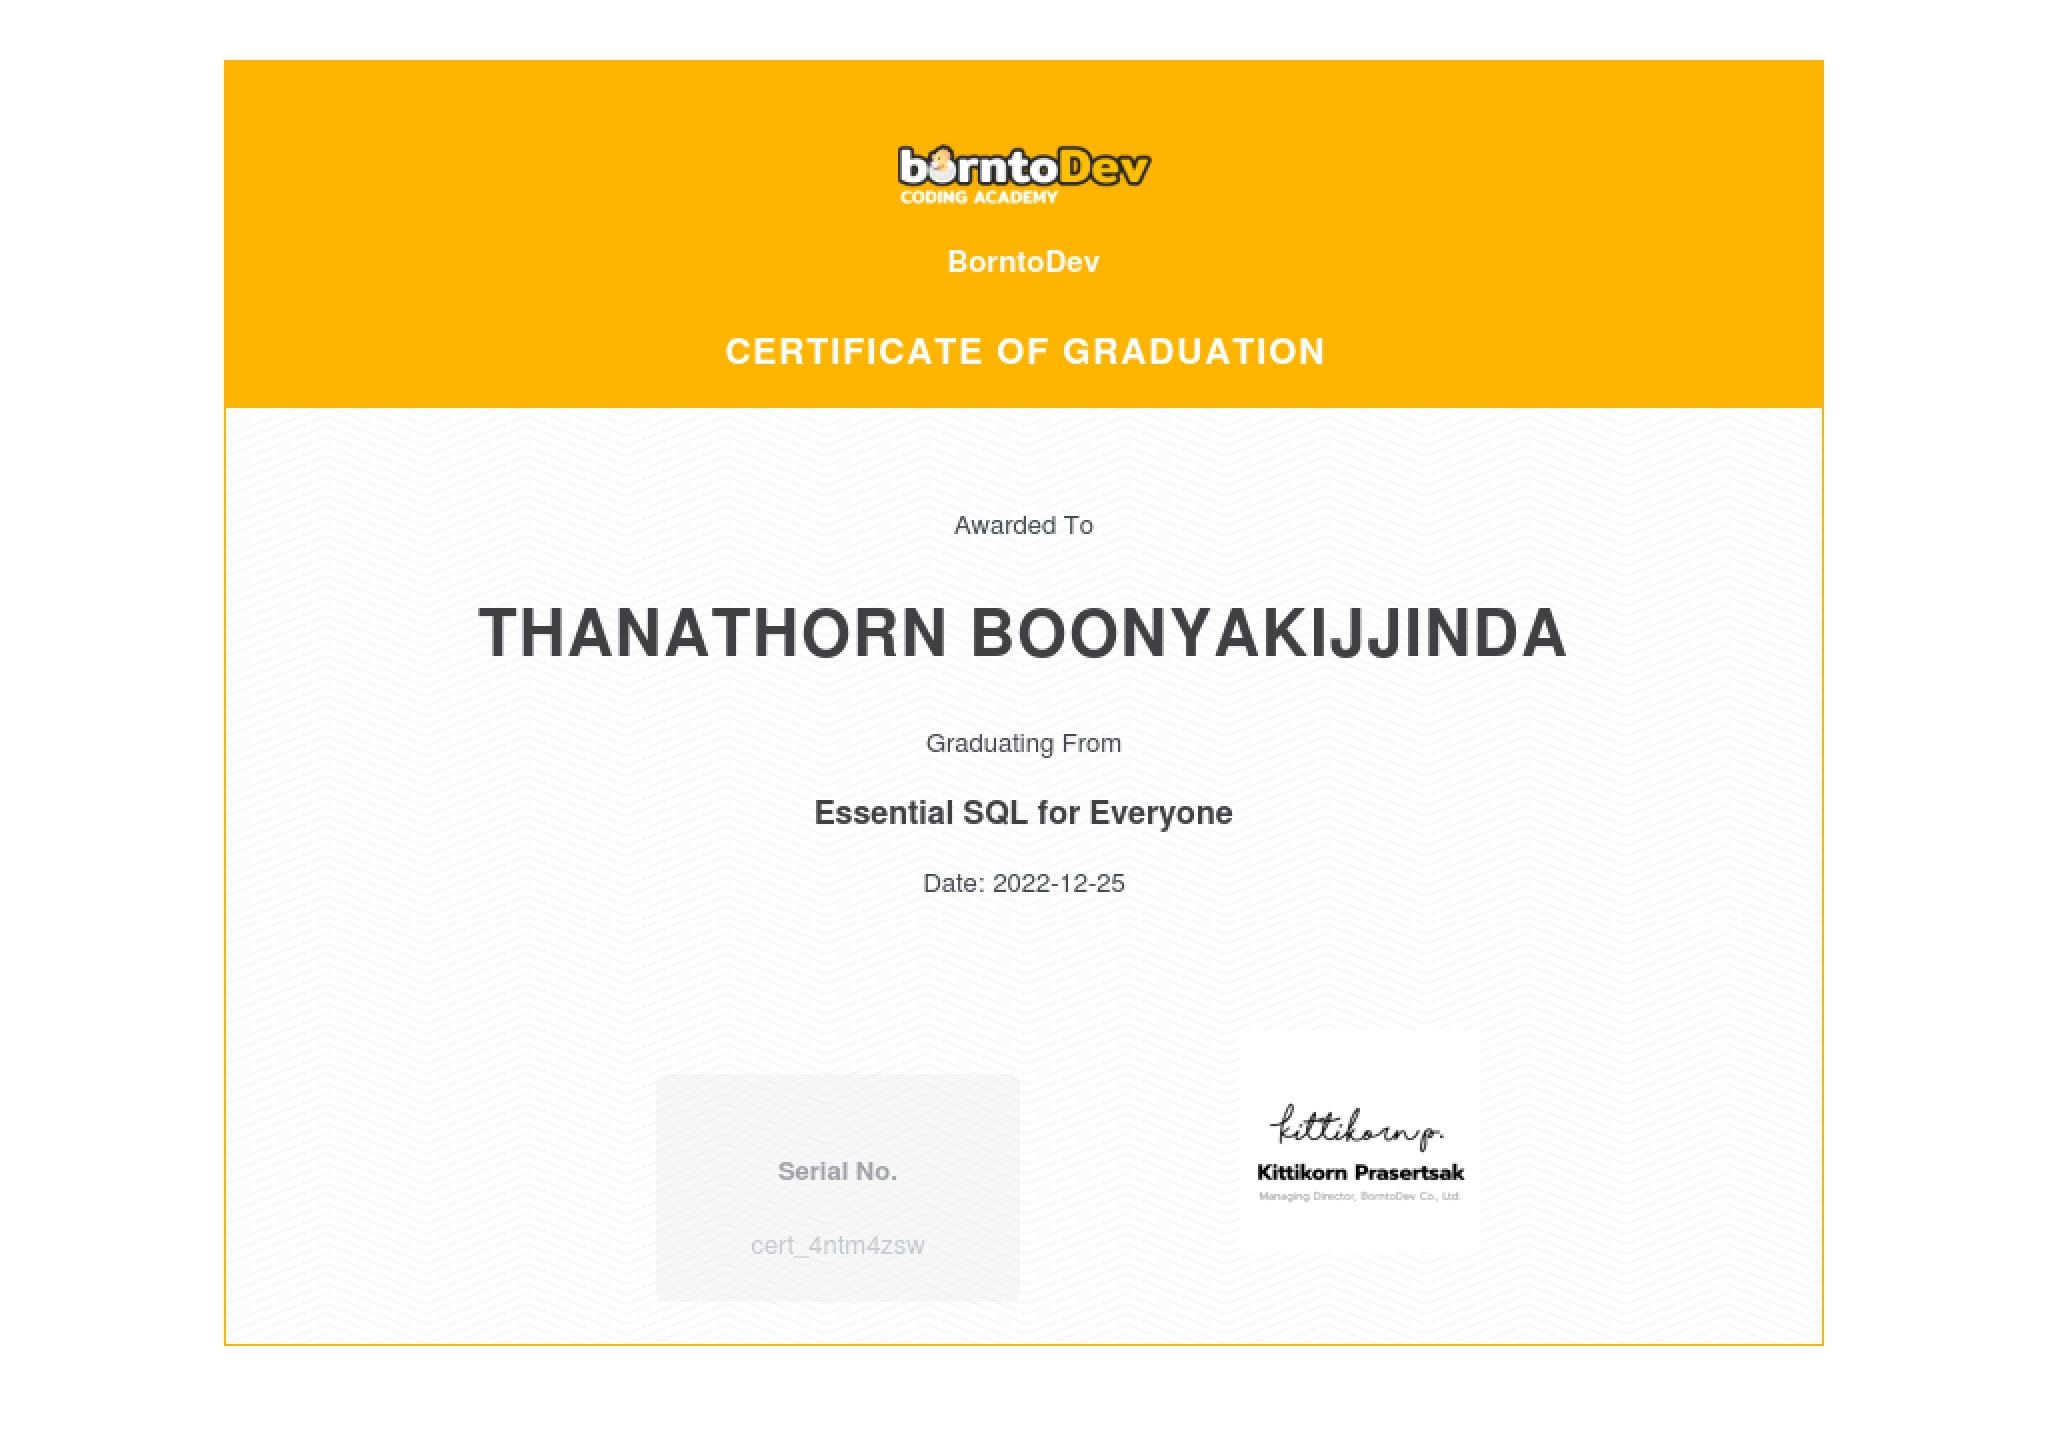 borntoDev
CODING ACADEMY
BorntoDev
CERTIFICATE OF GRADUATION
Awarded To
THANATHORN BOONYAKIJJINDA
Graduating From
Essential SQL for Everyone
Date: 2022-12-25
Serial No.
cert_4ntm4zsw
kittikorn p.
Kittikorn Prasertsak
Managing Director, BorntoDev Co., Ltd.